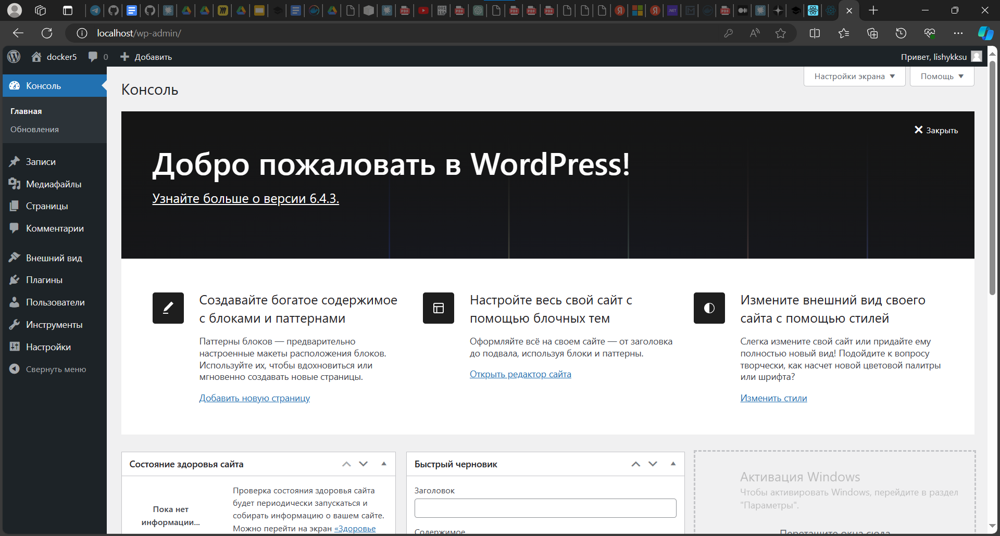 localhost/wp-admin/
docker5
0
Добавить
Привет, lishykksu
Консоль
Главная
Обновления
Записи
Медиафайлы
Страницы
Комментарии
Внешний вид
Плагины
Пользователи
Инструменты
Настройки
Свернуть меню
Настройки экрана
Помощь
Консоль
Закрыть
Добро пожаловать в WordPress!
Узнайте больше о версии 6.4.3.
Создавайте богатое содержимое
с блоками и паттернами
Паттерны блоков — предварительно
настроенные макеты расположения блоков.
Используйте их, чтобы вдохновиться или
мгновенно создавать новые страницы.
Добавить новую страницу
Настройте весь свой сайт с
помощью блочных тем
Оформляйте всё на своем сайте — от заголовка
до подвала, используя блоки и паттерны.
Открыть редактор сайта
Измените внешний вид своего
сайта с помощью стилей
Слегка измените свой сайт или придайте ему
полностью новый вид! Подойдите к вопросу
творчески, как насчет новой цветовой палитры
или шрифта?
Изменить стили
Состояние здоровья сайта
Пока нет
информации...
Проверка состояния здоровья сайта
будет периодически запускаться и
собирать информацию о вашем сайте.
Можно перейти на экран «Здоровье
Быстрый черновик
Заголовок
Содержимое
Активация Windows
Чтобы активировать Windows, перейдите в раздел
"Параметры".
Перетащите окна сюда